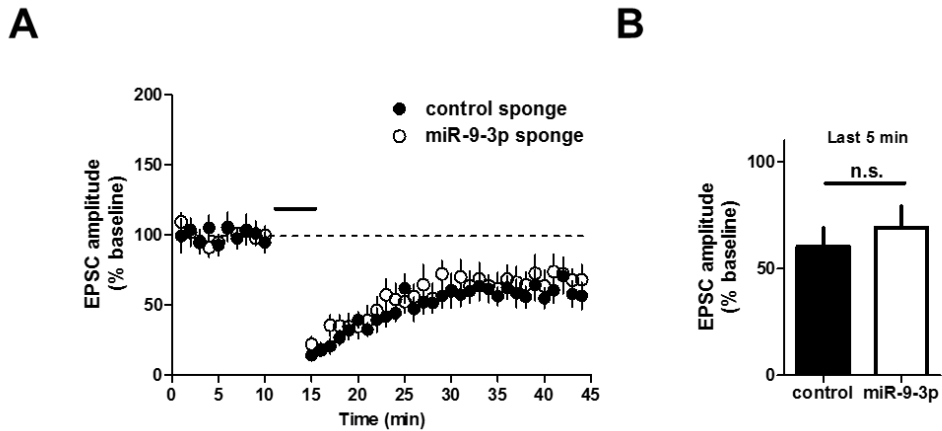 A
B
200
150
100
50
0
EPSC amplitude
(% baseline)
control sponge
miR-9-3p sponge
0 5 10 15 20 25 30 35 40 45
Time (min)
Last 5 min
n.s.
100
50
0
EPSC amplitude
(% baseline)
control miR-9-3p